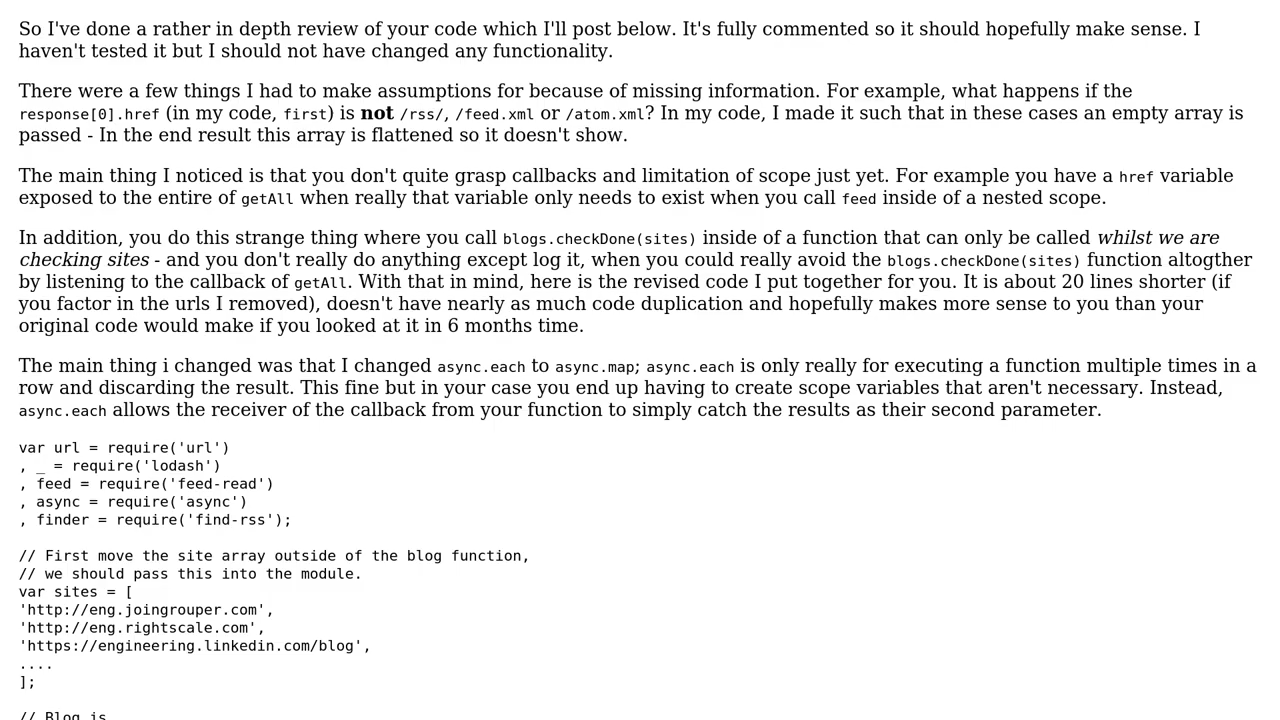 So I've done a rather in depth review of your code which I'll post below. It's fully commented so it should hopefully make sense. I
haven't tested it but I should not have changed any functionality.
There were a few things I had to make assumptions for because of missing information. For example, what happens if the
response[0].href (in my code, first) is not /rss/, /feed.xml or /atom.xml? In my code, I made it such that in these cases an empty array is
passed - In the end result this array is flattened so it doesn't show.
The main thing I noticed is that you don't quite grasp callbacks and limitation of scope just yet. For example you have a href variable
exposed to the entire of getAll when really that variable only needs to exist when you call feed inside of a nested scope.
In addition, you do this strange thing where you call blogs.checkDone(sites) inside of a function that can only be called whilst we are
checking sites - and you don't really do anything except log it, when you could really avoid the blogs.checkDone(sites) function altogther
by listening to the callback of getAll. With that in mind, here is the revised code I put together for you. It is about 20 lines shorter (if
you factor in the urls I removed), doesn't have nearly as much code duplication and hopefully makes more sense to you than your
original code would make if you looked at it in 6 months time.
The main thing i changed was that I changed async.each to async.map; async.each is only really for executing a function multiple times in a
row and discarding the result. This fine but in your case you end up having to create scope variables that aren't necessary. Instead,
async.each allows the receiver of the callback from your function to simply catch the results as their second parameter.
var url = require('url')
, _ = require('lodash')
, feed = require('feed-read')
, async = require('async')
, finder = require('find-rss');
// First move the site array outside of the blog function,
// we should pass this into the module.
var sites = [
'http://eng.joingrouper.com',
'http://eng.rightscale.com',
'https://engineering.linkedin.com/blog',
....
];
// Blog is